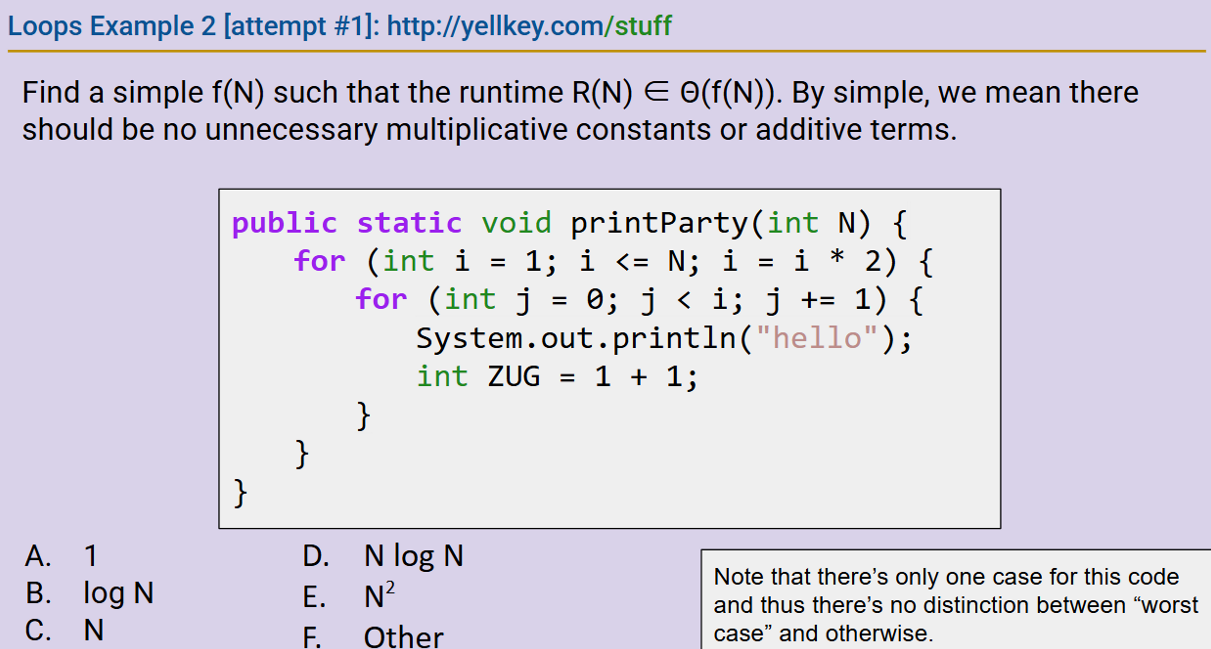 Loops Example 2 [attempt #1]: http://yellkey.com/stuff
Find a simple f(N) such that the runtime R(N) ∈ Θ(f(N)). By simple, we mean there
should be no unnecessary multiplicative constants or additive terms.
public static void printParty(int N) {
for (int i = 1; i <= N; i = i * 2) {
for (int j = 0; j < i; j += 1) {
System.out.println("hello");
int ZUG = 1 + 1;
}
}
}
A. 1
B. log N
C. N
D. N log N
E. N²
F. Other
Note that there’s only one case for this code
and thus there’s no distinction between “worst
case” and otherwise.